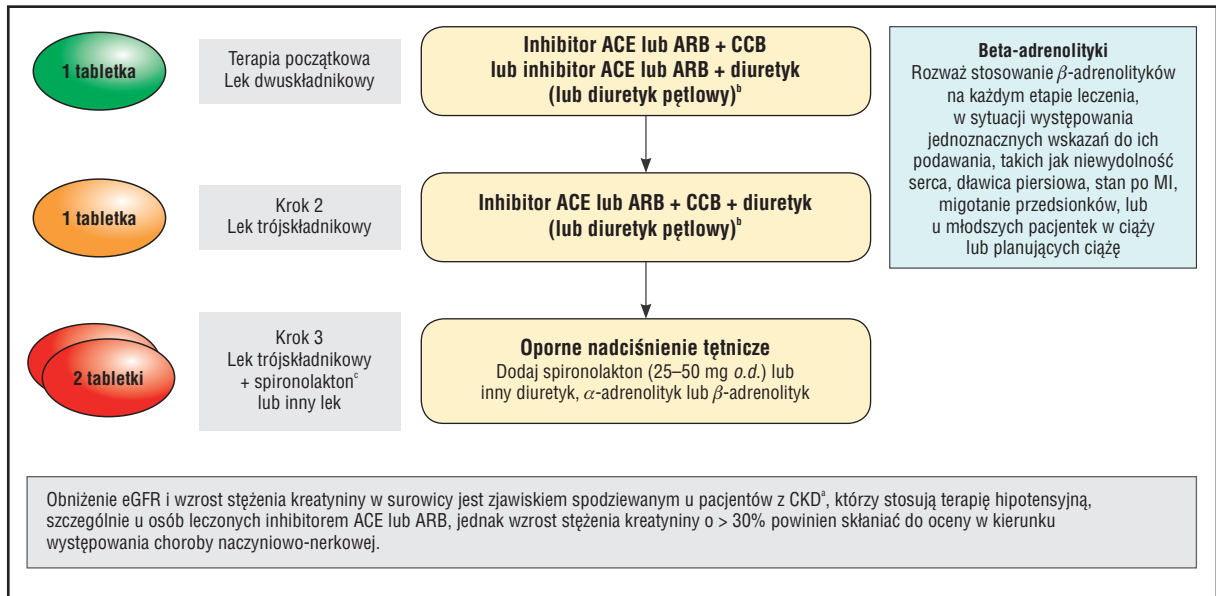 1 tabletka
Terapia początkowa
Lek dwuskładnikowy
Inhibitor ACE lub ARB + CCB
lub inhibitor ACE lub ARB + diuretyk
(lub diuretyk pętlowy)b
Beta-adrenolityki
Rozważ stosowanie β-adrenolityków
na każdym etapie leczenia,
w sytuacji występowania
jednoznacznych wskazań do ich
podawania, takich jak niewydolność
serca, dławica piersiowa, stan po MI,
migotanie przedsionków, lub
u młodszych pacjentek w ciąży
lub planujących ciążę
1 tabletka
Krok 2
Lek trójskładnikowy
Inhibitor ACE lub ARB + CCB + diuretyk
(lub diuretyk pętlowy)b
2 tabletki
Krok 3
Lek trójskładnikowy
+ spironolaktonc
lub inny lek
Oporne nadciśnienie tętnicze
Dodaj spironolakton (25–50 mg o.d.) lub
inny diuretyk, α-adrenolityk lub β-adrenolityk
Obniżenie eGFR i wzrost stężenia kreatyniny w surowicy jest zjawiskiem spodziewanym u pacjentów z CKDa, którzy stosują terapię hipotensyjną,
szczególnie u osób leczonych inhibitorem ACE lub ARB, jednak wzrost stężenia kreatyniny o > 30% powinien skłaniać do oceny w kierunku
występowania choroby naczyniowo-nerkowej.